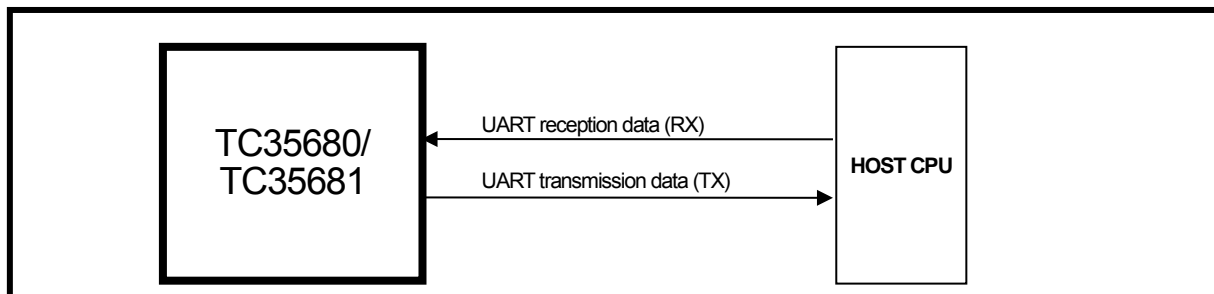 TC35680/
TC35681
UART reception data (RX)
UART transmission data (TX)
HOST CPU